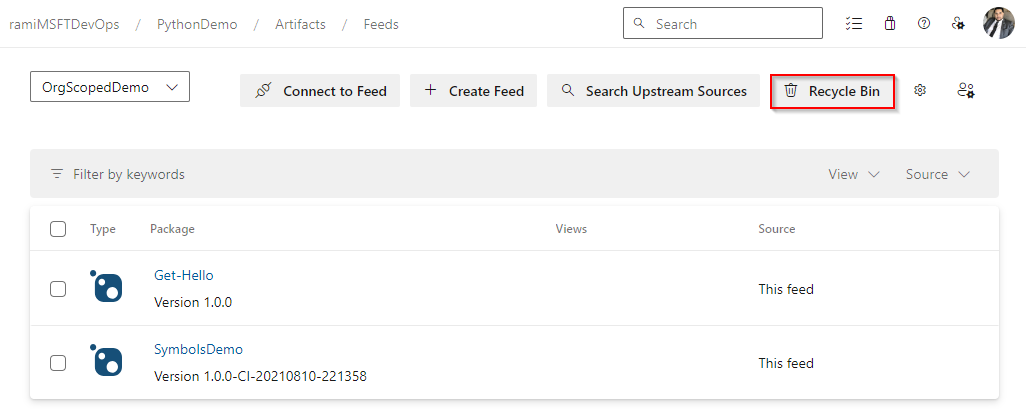 ramiMSFTDevOps / PythonDemo / Artifacts / Feeds
Search
OrgScopedDemo
Connect to Feed
Create Feed
Search Upstream Sources
Recycle Bin
Filter by keywords
View
Source
Type Package Views Source
Get-Hello
Version 1.0.0
This feed
SymbolsDemo
Version 1.0.0-CI-20210810-221358
This feed